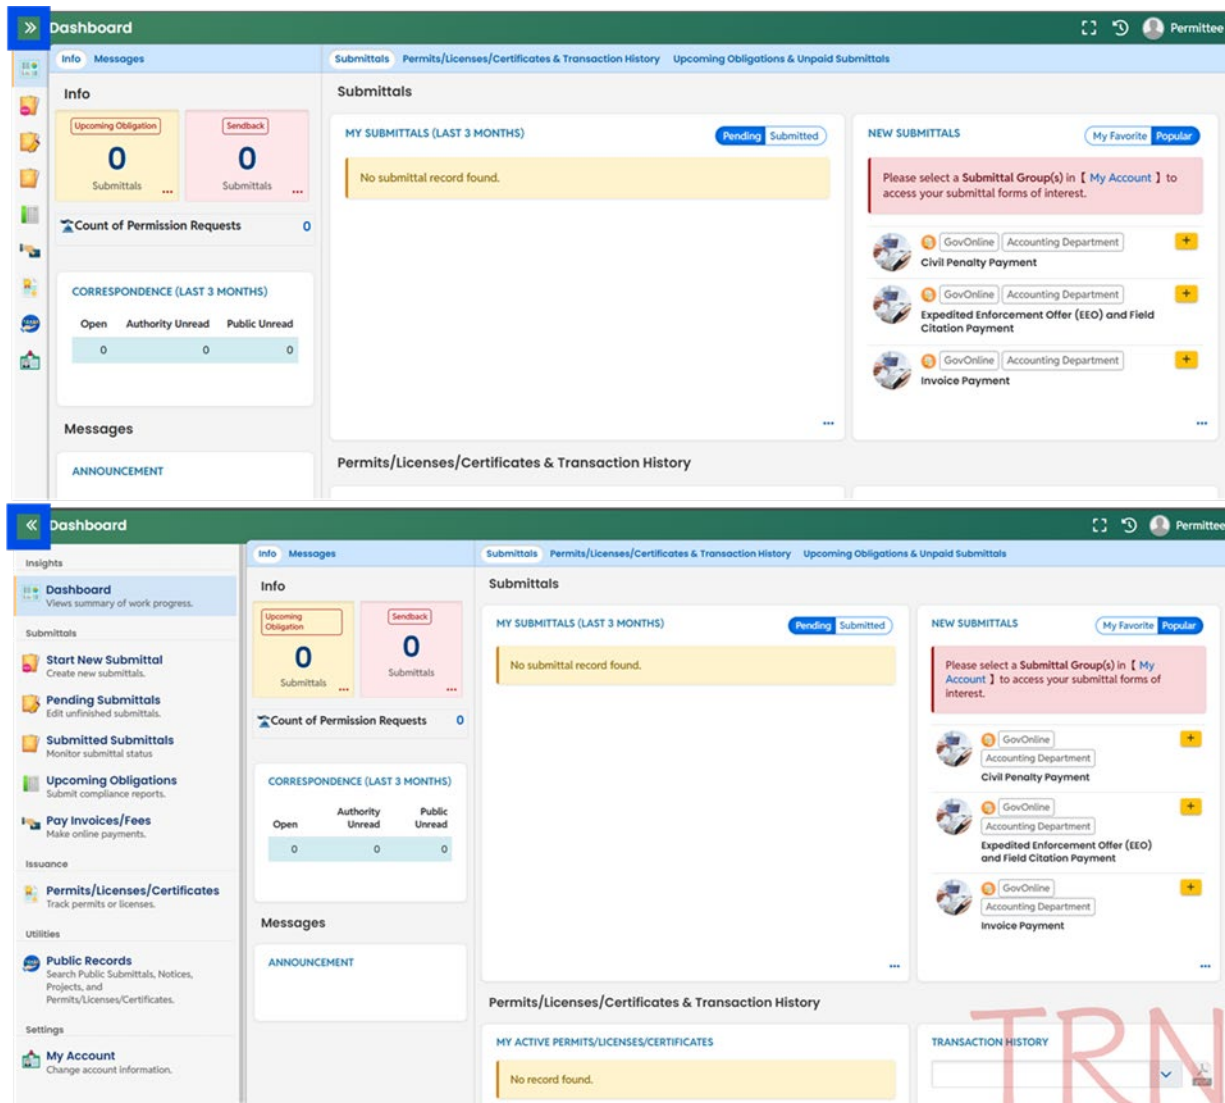 Dashboard
Permittee
Info Messages
Submittals Permits/Licenses/Certificates & Transaction History Upcoming Obligations & Unpaid Submittals
Info
Upcoming Obligation
0
Submittals
Sendback
0
Submittals
Count of Permission Requests 0
CORRESPONDENCE (LAST 3 MONTHS)
Open Authority Unread Public Unread
0 0 0
Messages
ANNOUNCEMENT
Submittals
MY SUBMITTALS (LAST 3 MONTHS)
Pending Submitted
No submittal record found.
NEW SUBMITTALS
My Favorite Popular
Please select a Submittal Group(s) in【 My Account 】to
access your submittal forms of interest.
GovOnline Accounting Department
Civil Penalty Payment
GovOnline Accounting Department
Expedited Enforcement Offer (EEO) and Field
Citation Payment
GovOnline Accounting Department
Invoice Payment
Permits/Licenses/Certificates & Transaction History
Dashboard
Permittee
Insights
Dashboard
Views summary of work progress.
Submittals
Start New Submittal
Create new submittals.
Pending Submittals
Edit unfinished submittals.
Submitted Submittals
Monitor submittal status
Upcoming Obligations
Submit compliance reports.
Pay Invoices/Fees
Make online payments.
Issuance
Permits/Licenses/Certificates
Track permits or licenses.
Utilities
Public Records
Search Public Submittals, Notices,
Projects, and
Permits/Licenses/Certificates.
Settings
My Account
Change account information.
Info Messages
Submittals Permits/Licenses/Certificates & Transaction History Upcoming Obligations & Unpaid Submittals
Info
Upcoming
Obligation
0
Submittals
Sendback
0
Submittals
Count of Permission Requests 0
CORRESPONDENCE (LAST 3 MONTHS)
Open Authority Unread Public Unread
0 0 0
Messages
ANNOUNCEMENT
Submittals
MY SUBMITTALS (LAST 3 MONTHS)
Pending Submitted
No submittal record found.
NEW SUBMITTALS
My Favorite Popular
Please select a Submittal Group(s) in【 My
Account 】to access your submittal forms of
interest.
GovOnline
Accounting Department
Civil Penalty Payment
GovOnline
Accounting Department
Expedited Enforcement Offer (EEO)
and Field Citation Payment
GovOnline
Accounting Department
Invoice Payment
Permits/Licenses/Certificates & Transaction History
MY ACTIVE PERMITS/LICENSES/CERTIFICATES
No record found.
TRANSACTION HISTORY
TRN